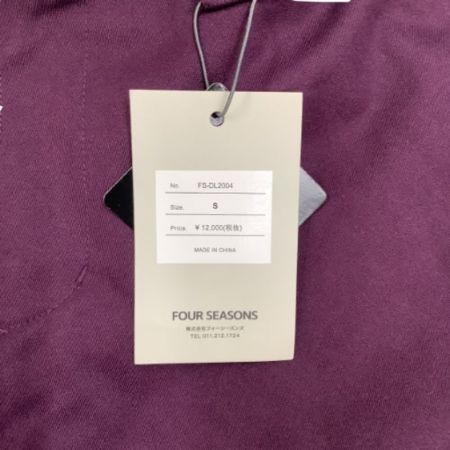 No. FS-DL2004
Size. S
Price. ¥ 12,000(税抜)
MADE IN CHINA
FOUR SEASONS
株式会社フォーシーズンズ
TEL 011.212.1724